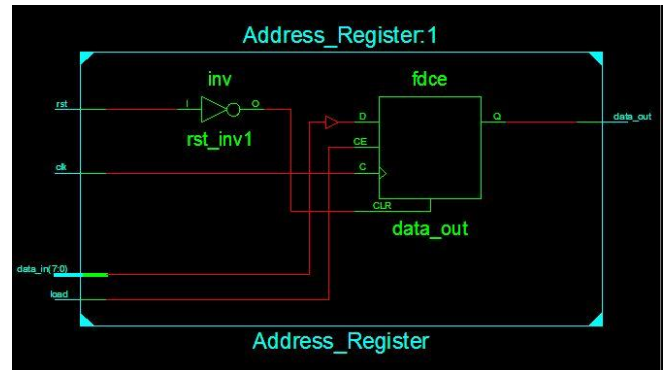 Address_Register:1
inv
fdce
rst
I
O
rst_inv1
D
Q
data_out
CE
clk
C
CLR
data_out
data_in(7:0)
load
Address_Register